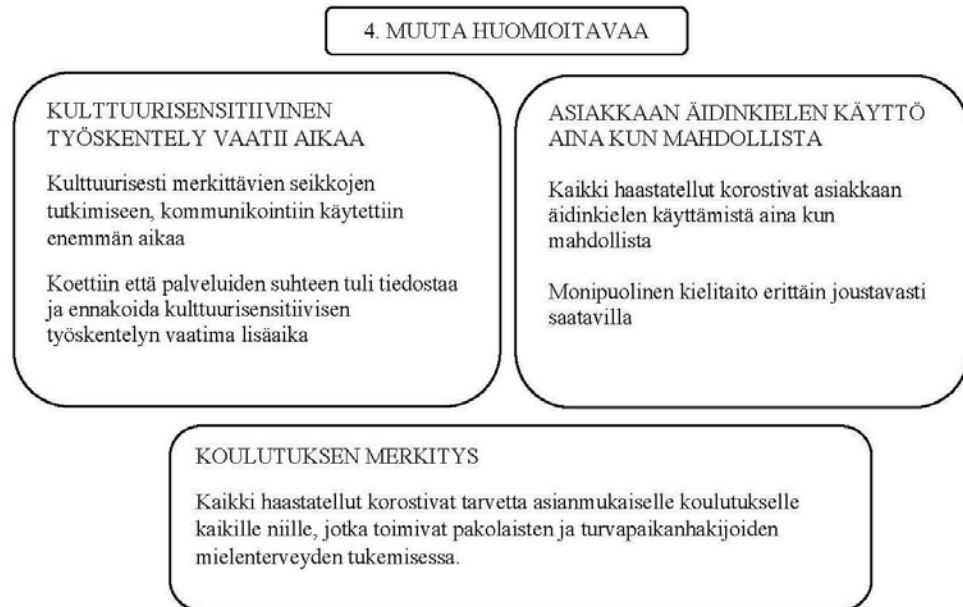 4. MUUTA HUOMIOITAVAA
KULTTUURISENSITIIVINEN
TYÖSKENTELY VAATII AIKAA
Kulttuurisesti merkittävien seikkojen
tutkimiseen, kommunikointiin käytettiin
enemmän aikaa
Koettiin että palveluiden suhteen tuli tiedostaa
ja ennakoida kulttuurisensitiivisen
työskentelyn vaatima lisäaika
ASIAKKAAN ÄIDINKIELEN KÄYTTÖ
AINA KUN MAHDOLLISTA
Kaikki haastatellut korostivat asiakkaan
äidinkielen käyttämistä aina kun
mahdollista
Monipuolinen kielitaito erittäin joustavasti
saatavilla
KOULUTUKSEN MERKITYS
Kaikki haastatellut korostivat tarvetta asianmukaiselle koulutukselle
kaikille niille, jotka toimivat pakolaisten ja turvapaikanhakijoiden
mielenterveyden tukemisessa.